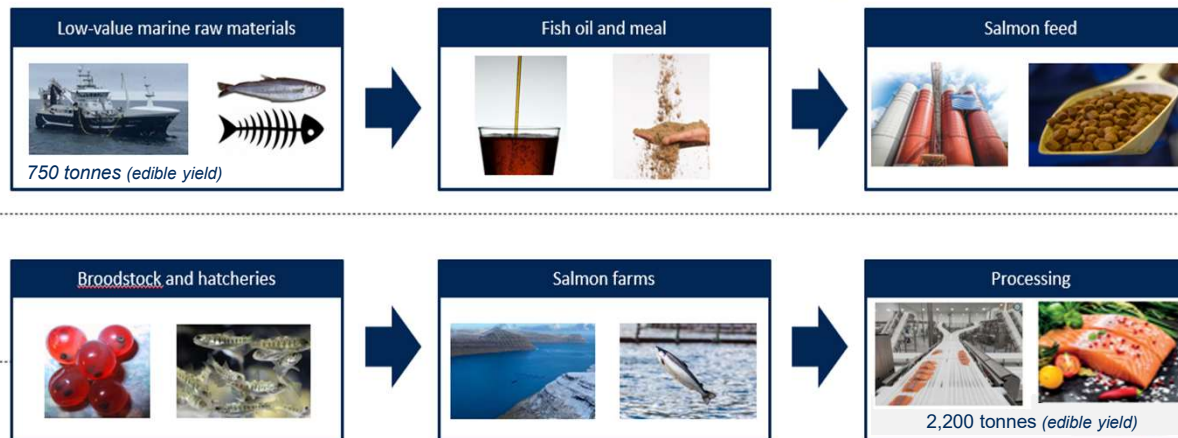 Low-value marine raw materials
Fish oil and meal
Salmon feed
750 tonnes (edible yield)
Broodstock and hatcheries
Salmon farms
Processing
2,200 tonnes (edible yield)